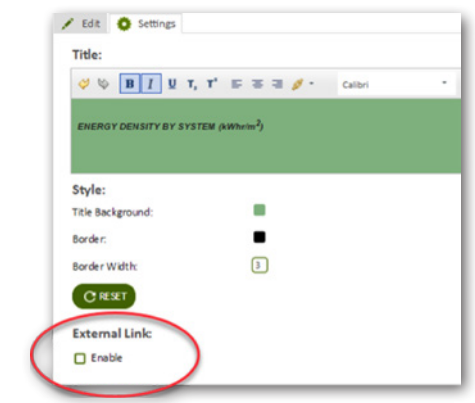 Edit Settings
Title:
B I U T, T' Calibri
ENERGY DENSITY BY SYSTEM (kWhr/m²)
Style:
Title Background:
Border:
Border Width: 3
RESET
External Link:
Enable